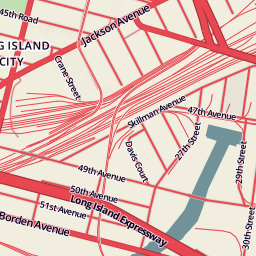 45th Road
Jackson Avenue
G ISLAND
CITY
Crane Street
Skillman Avenue
47th Avenue
Davis Court
27th Street
29th Street
49th Avenue
50th Avenue
Long Island Expressway
51st Avenue
Borden Avenue
30th Street